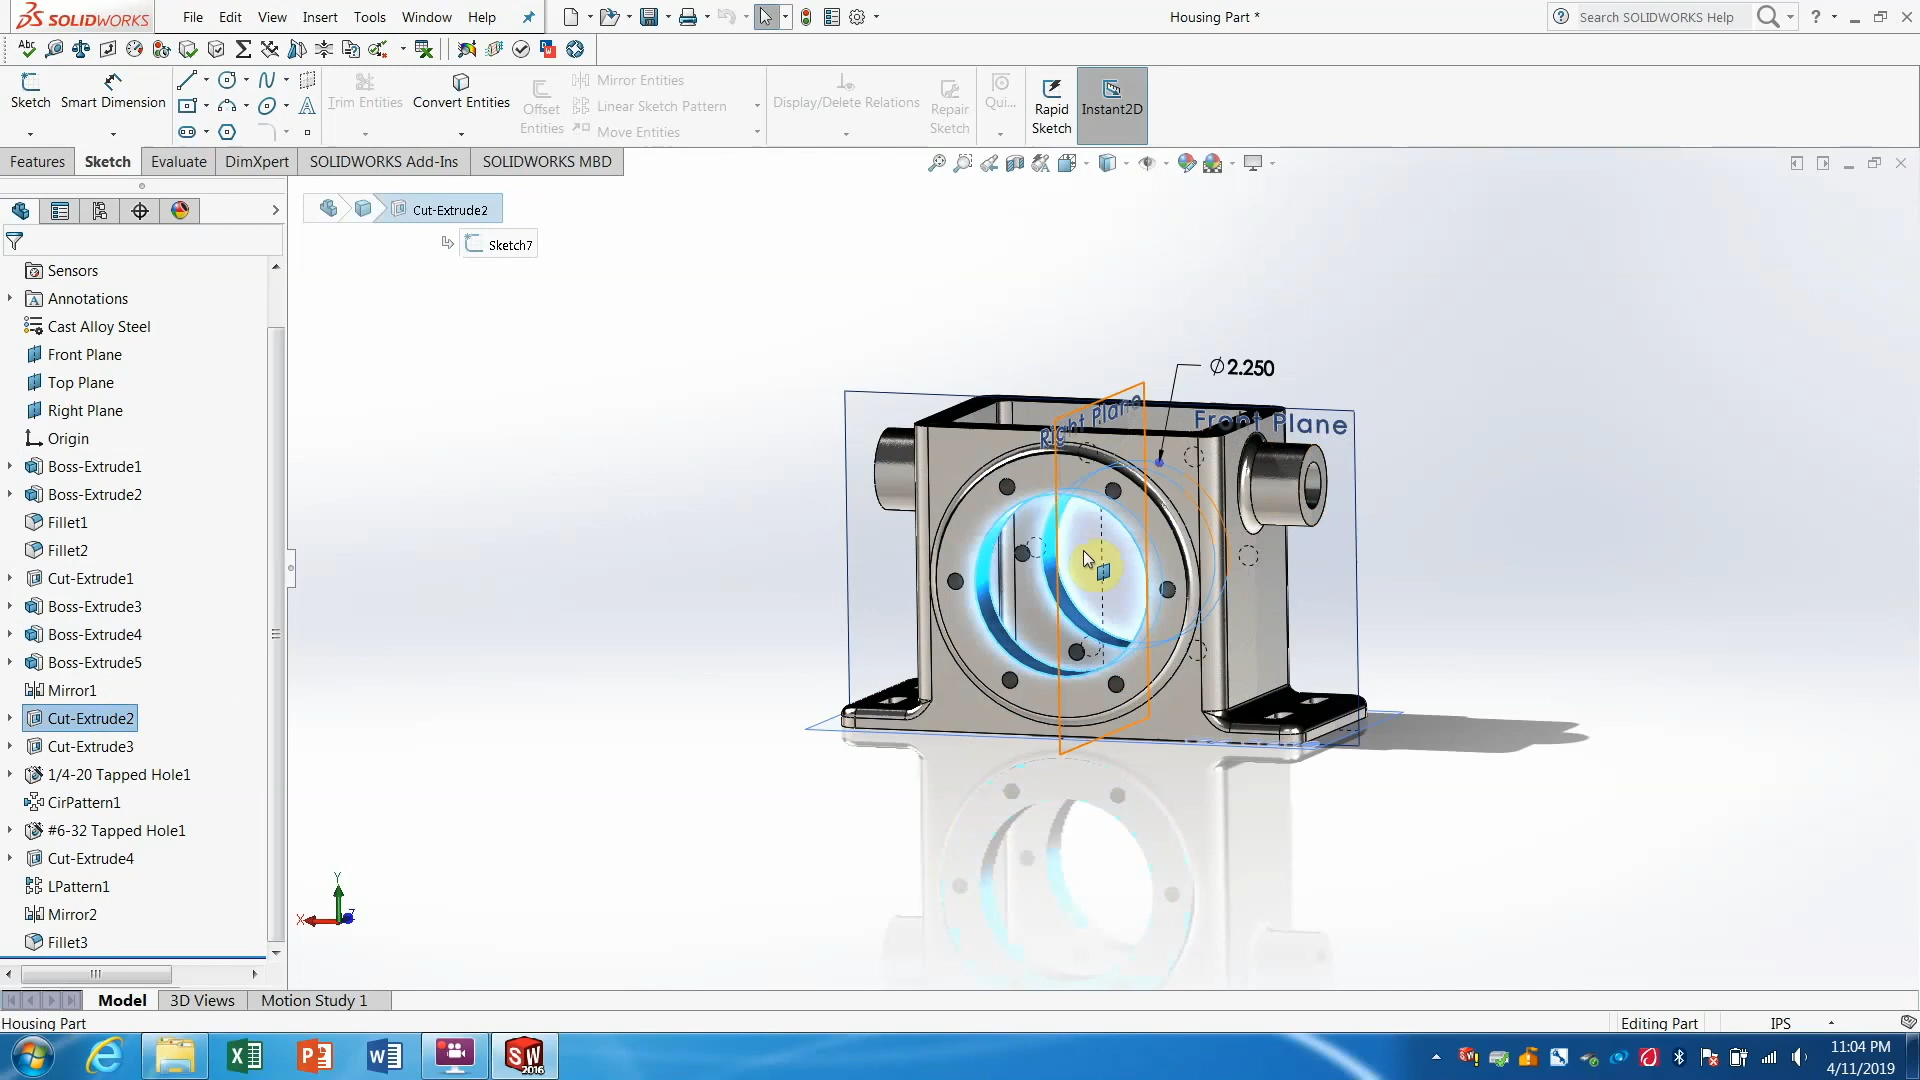 SOLIDWORKS
File Edit View Insert Tools Window Help
Housing Part *
Search SOLIDWORKS Help
Sketch
Smart Dimension
Trim Entities
Convert Entities
Offset Entities
Mirror Entities
Linear Sketch Pattern
Move Entities
Display/Delete Relations
Repair Sketch
Qui...
Rapid Sketch
Instant2D
Features Sketch Evaluate DimXpert SOLIDWORKS Add-Ins SOLIDWORKS MBD
Cut-Extrude2
Sketch7
Sensors
Annotations
Cast Alloy Steel
Front Plane
Top Plane
Right Plane
Origin
Boss-Extrude1
Boss-Extrude2
Fillet1
Fillet2
Cut-Extrude1
Boss-Extrude3
Boss-Extrude4
Boss-Extrude5
Mirror1
Cut-Extrude2
Cut-Extrude3
1/4-20 Tapped Hole1
CirPattern1
#6-32 Tapped Hole1
Cut-Extrude4
LPattern1
Mirror2
Fillet3
∅2.250
Right Plane
Front Plane
Y
X
Z
Model 3D Views Motion Study 1
Housing Part
Editing Part
IPS
SW 2016
11:04 PM
4/11/2019